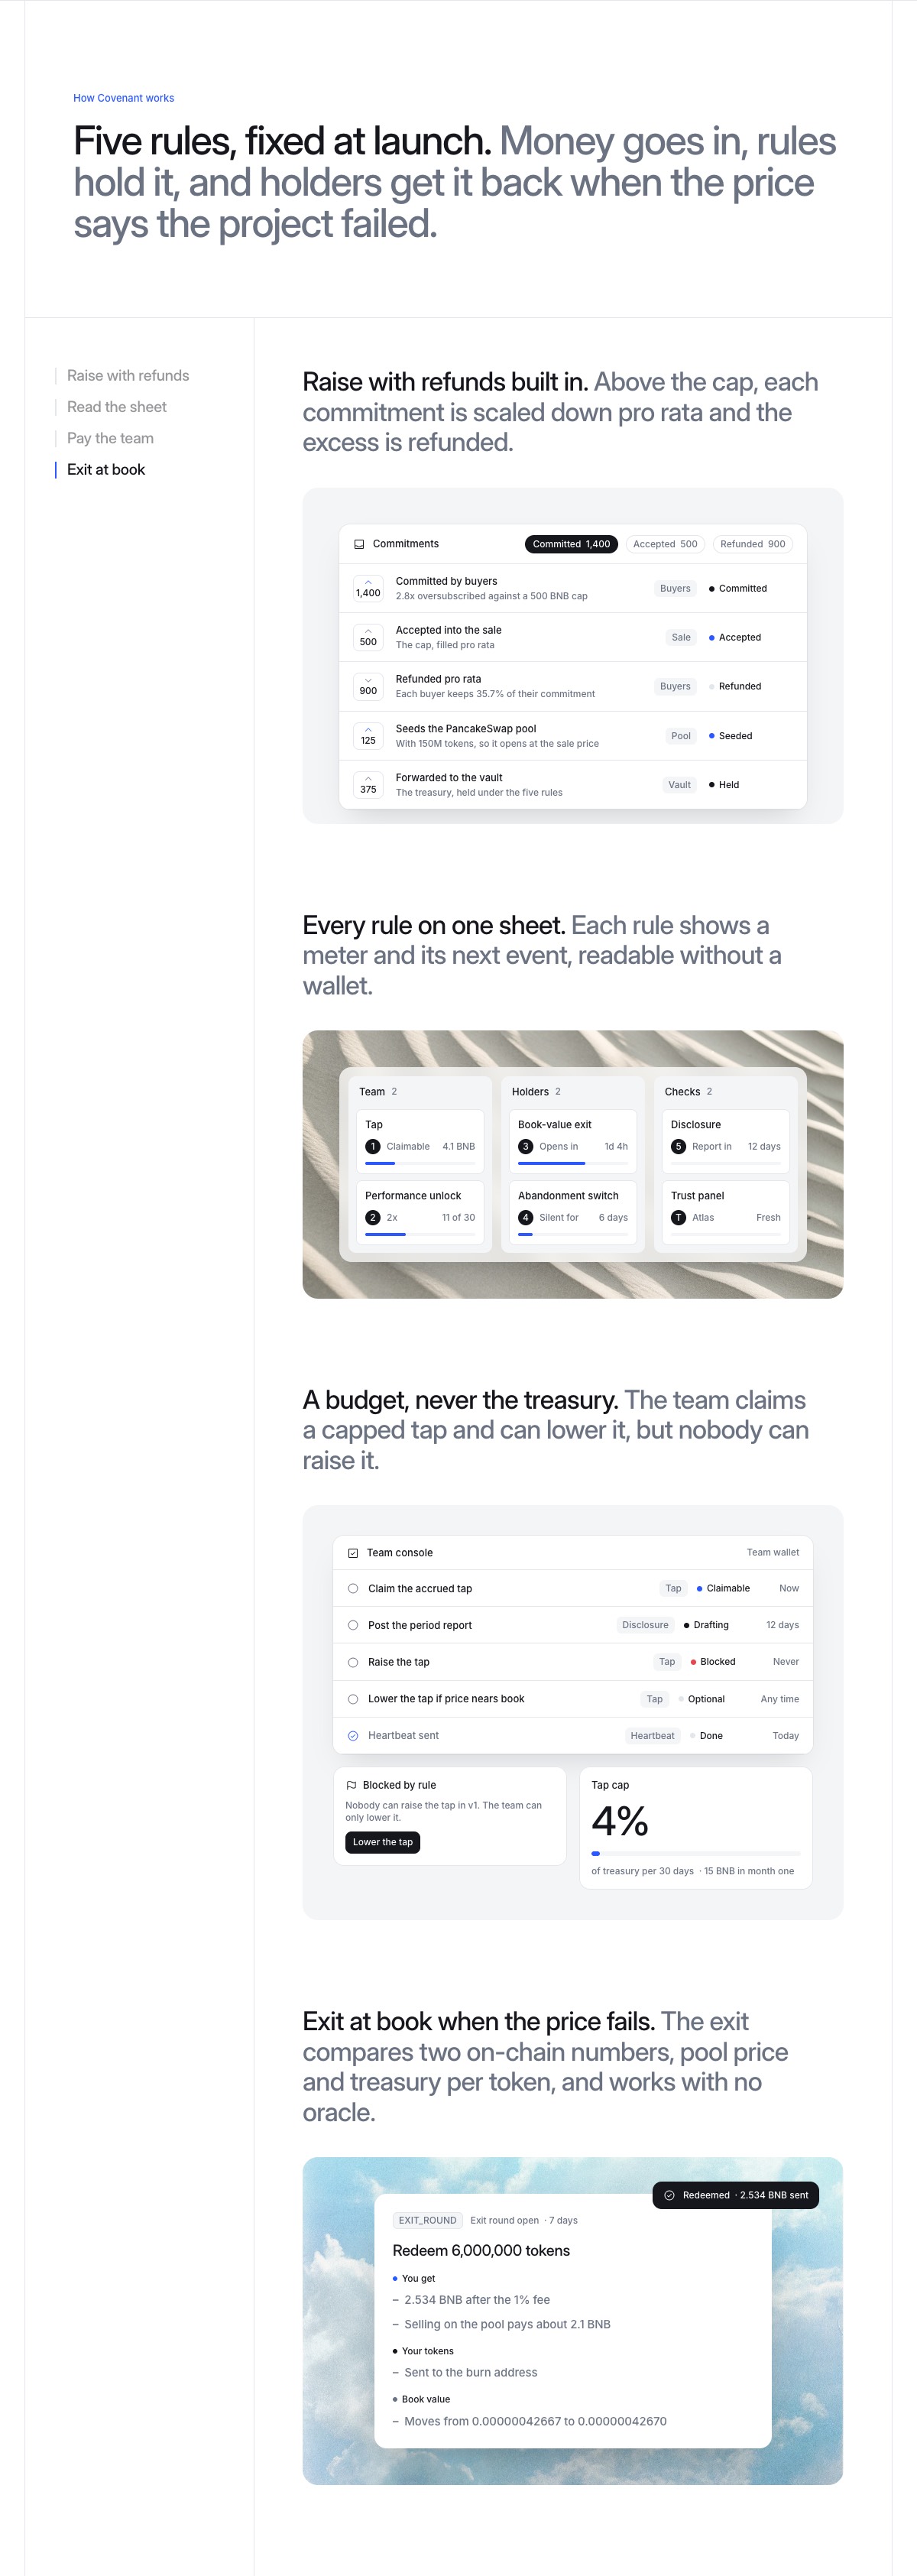 How Covenant works
Five rules, fixed at launch. Money goes in, rules
hold it, and holders get it back when the price
says the project failed.
Raise with refunds
Read the sheet
Pay the team
Exit at book
Raise with refunds built in. Above the cap, each
commitment is scaled down pro rata and the
excess is refunded.
Commitments
Committed 1,400
Accepted 500
Refunded 900
1,400
Committed by buyers
2.8x oversubscribed against a 500 BNB cap
Buyers
Committed
500
Accepted into the sale
The cap, filled pro rata
Sale
Accepted
900
Refunded pro rata
Each buyer keeps 35.7% of their commitment
Buyers
Refunded
125
Seeds the PancakeSwap pool
With 150M tokens, so it opens at the sale price
Pool
Seeded
375
Forwarded to the vault
The treasury, held under the five rules
Vault
Held
Every rule on one sheet. Each rule shows a
meter and its next event, readable without a
wallet.
Team 2
Tap
1 Claimable 4.1 BNB
Performance unlock
2 2x 11 of 30
Holders 2
Book-value exit
3 Opens in 1d 4h
Abandonment switch
4 Silent for 6 days
Checks 2
Disclosure
5 Report in 12 days
Trust panel
T Atlas Fresh
A budget, never the treasury. The team claims
a capped tap and can lower it, but nobody can
raise it.
Team console Team wallet
Claim the accrued tap Tap Claimable Now
Post the period report Disclosure Drafting 12 days
Raise the tap Tap Blocked Never
Lower the tap if price nears book Tap Optional Any time
Heartbeat sent Heartbeat Done Today
Blocked by rule
Nobody can raise the tap in v1. The team can
only lower it.
Lower the tap
Tap cap
4%
of treasury per 30 days · 15 BNB in month one
Exit at book when the price fails. The exit
compares two on-chain numbers, pool price
and treasury per token, and works with no
oracle.
Redeemed · 2.534 BNB sent
EXIT_ROUND Exit round open · 7 days
Redeem 6,000,000 tokens
You get
– 2.534 BNB after the 1% fee
– Selling on the pool pays about 2.1 BNB
Your tokens
– Sent to the burn address
Book value
– Moves from 0.00000042667 to 0.00000042670